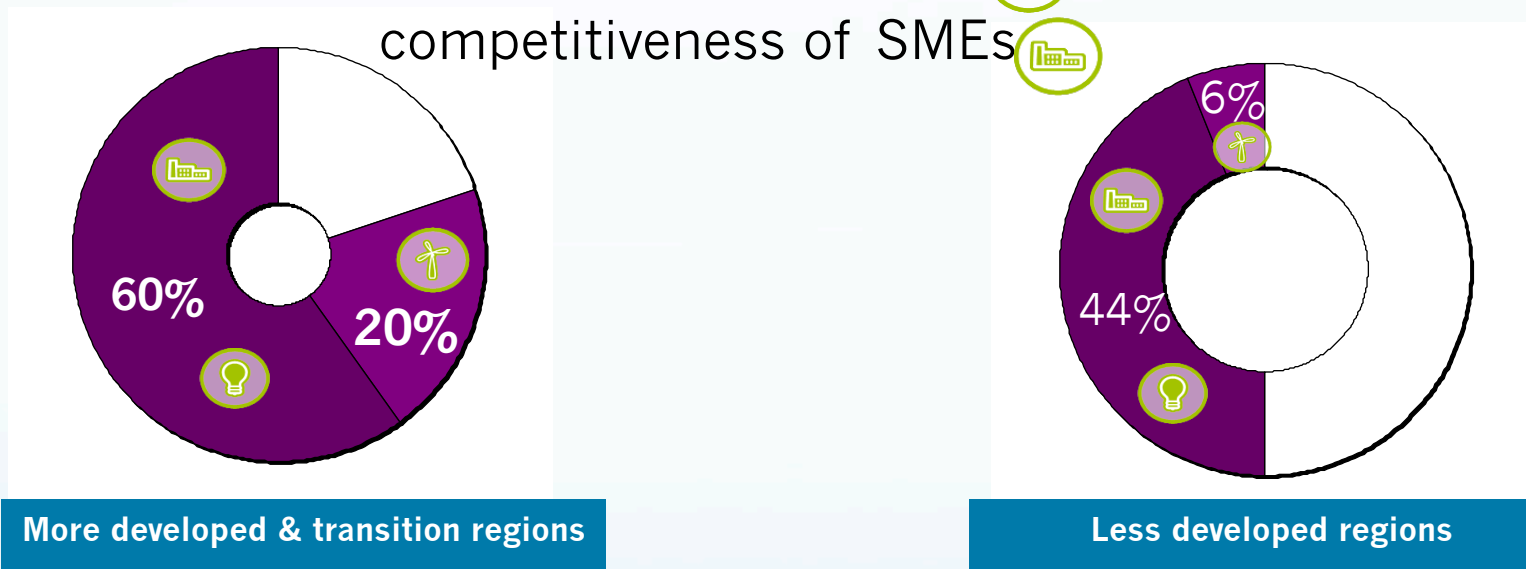 competitiveness of SMEs
60%
20%
6%
44%
More developed & transition regions
Less developed regions